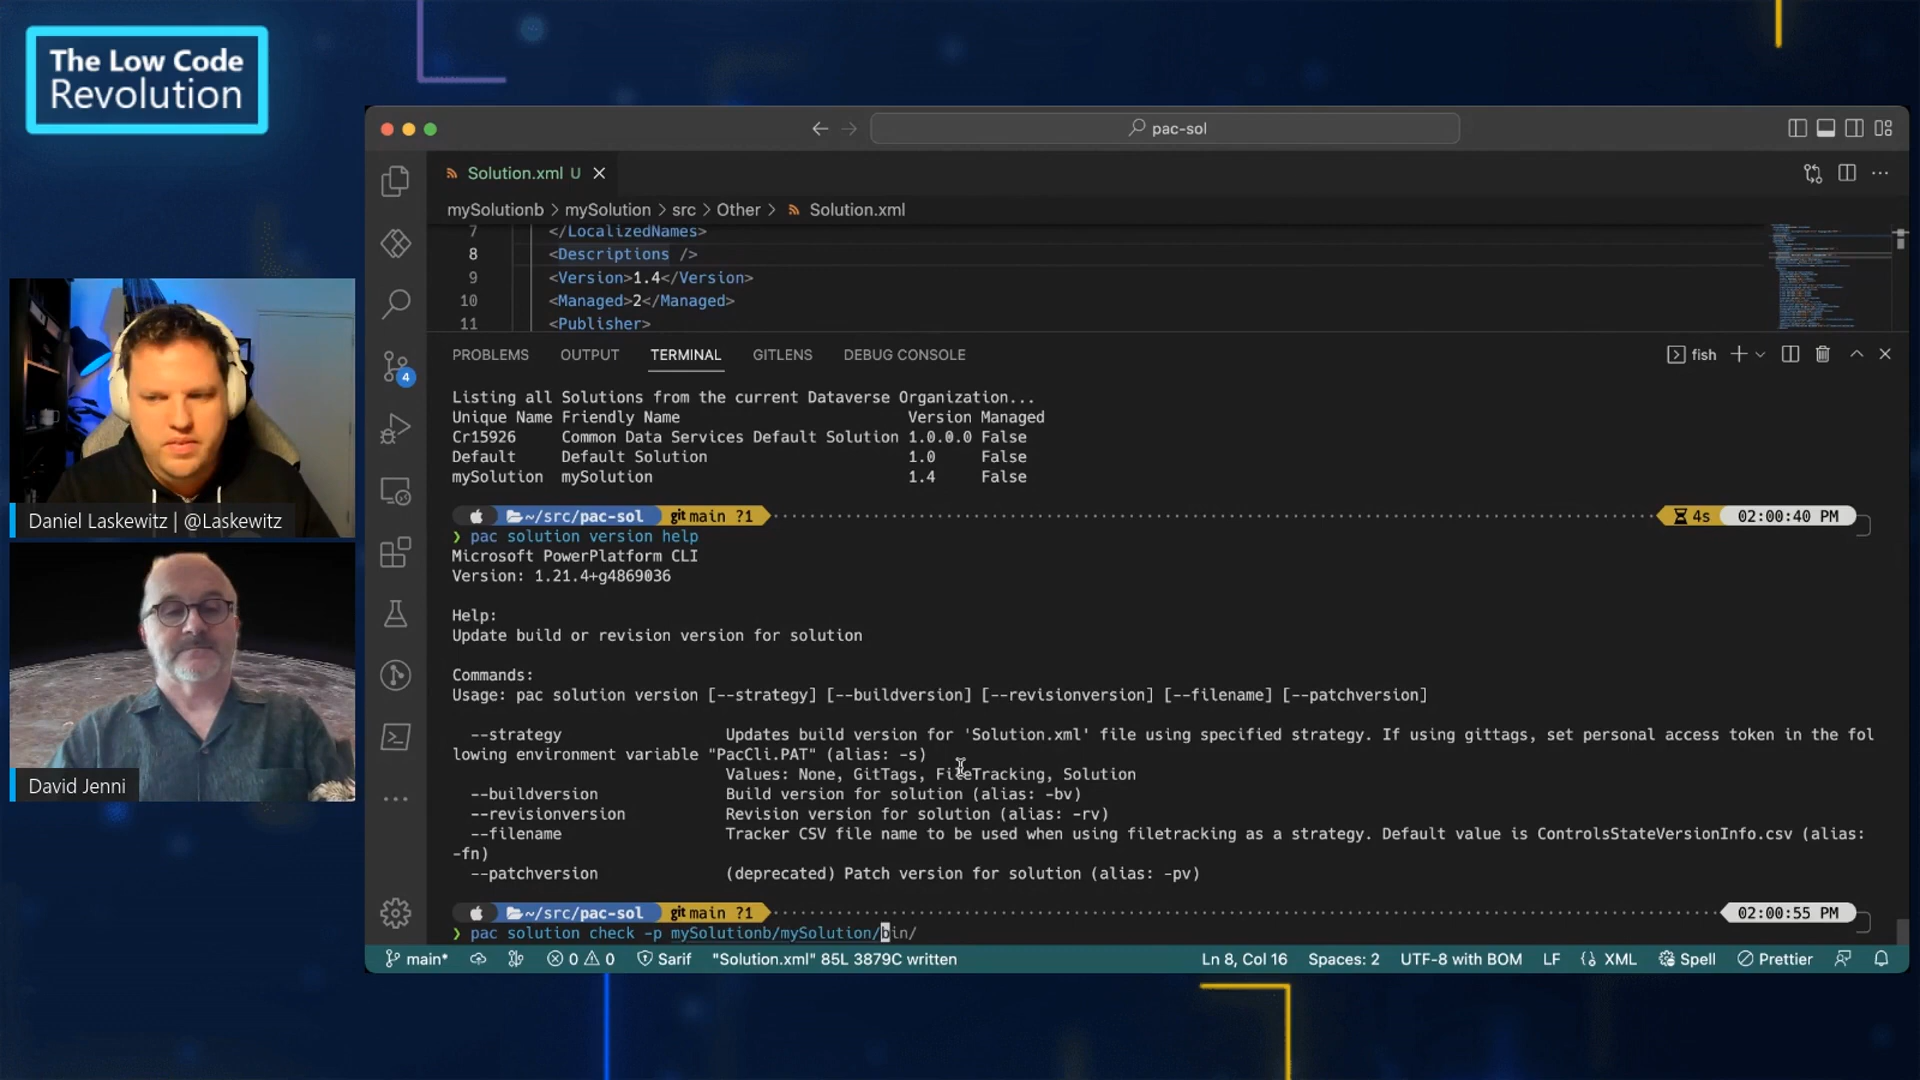 The Low Code
Revolution
pac-sol
Solution.xml U
mySolutionb > mySolution > src > Other > Solution.xml
7 </LocalizedNames>
8 <Descriptions />
9 <Version>1.4</Version>
10 <Managed>2</Managed>
11 <Publisher>
PROBLEMS OUTPUT TERMINAL GITLENS DEBUG CONSOLE fish
Listing all Solutions from the current Dataverse Organization...
Unique Name Friendly Name Version Managed
Cr15926 Common Data Services Default Solution 1.0.0.0 False
Default Default Solution 1.0 False
mySolution mySolution 1.4 False
~/src/pac-sol git main ?1 4s 02:00:40 PM
❯ pac solution version help
Microsoft PowerPlatform CLI
Version: 1.21.4+g4869036
Help:
Update build or revision version for solution
Commands:
Usage: pac solution version [--strategy] [--buildversion] [--revisionversion] [--filename] [--patchversion]
--strategy Updates build version for 'Solution.xml' file using specified strategy. If using gittags, set personal access token in the fol
lowing environment variable "PacCli.PAT" (alias: -s)
Values: None, GitTags, FileTracking, Solution
--buildversion Build version for solution (alias: -bv)
--revisionversion Revision version for solution (alias: -rv)
--filename Tracker CSV file name to be used when using filetracking as a strategy. Default value is ControlsStateVersionInfo.csv (alias:
-fn)
--patchversion (deprecated) Patch version for solution (alias: -pv)
~/src/pac-sol git main ?1 02:00:55 PM
❯ pac solution check -p mySolutionb/mySolution/bin/
main* 0 0 Sarif "Solution.xml" 85L 3879C written Ln 8, Col 16 Spaces: 2 UTF-8 with BOM LF XML Spell Prettier
4
Daniel Laskewitz | @Laskewitz
David Jenni